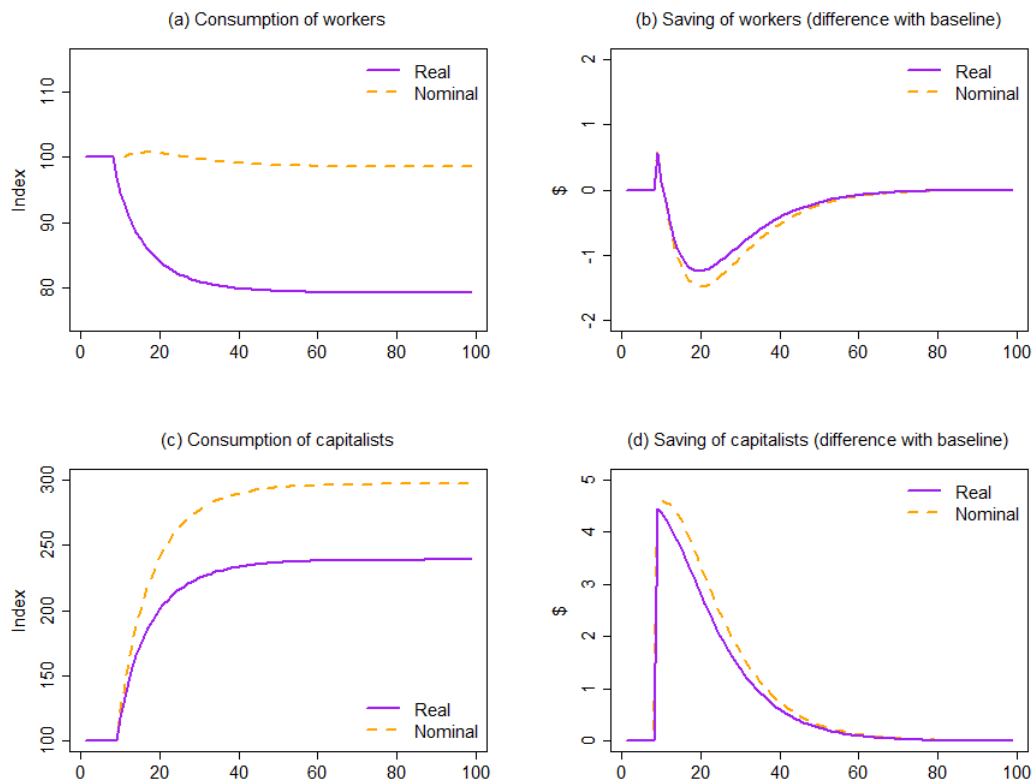 (a) Consumption of workers
Index
110
100
90
80
0 20 40 60 80 100
Real
Nominal
(b) Saving of workers (difference with baseline)
$
2
1
0
-1
-2
0 20 40 60 80 100
Real
Nominal
(c) Consumption of capitalists
Index
300
250
200
150
100
0 20 40 60 80 100
Real
Nominal
(d) Saving of capitalists (difference with baseline)
$
5
4
3
2
1
0
0 20 40 60 80 100
Real
Nominal